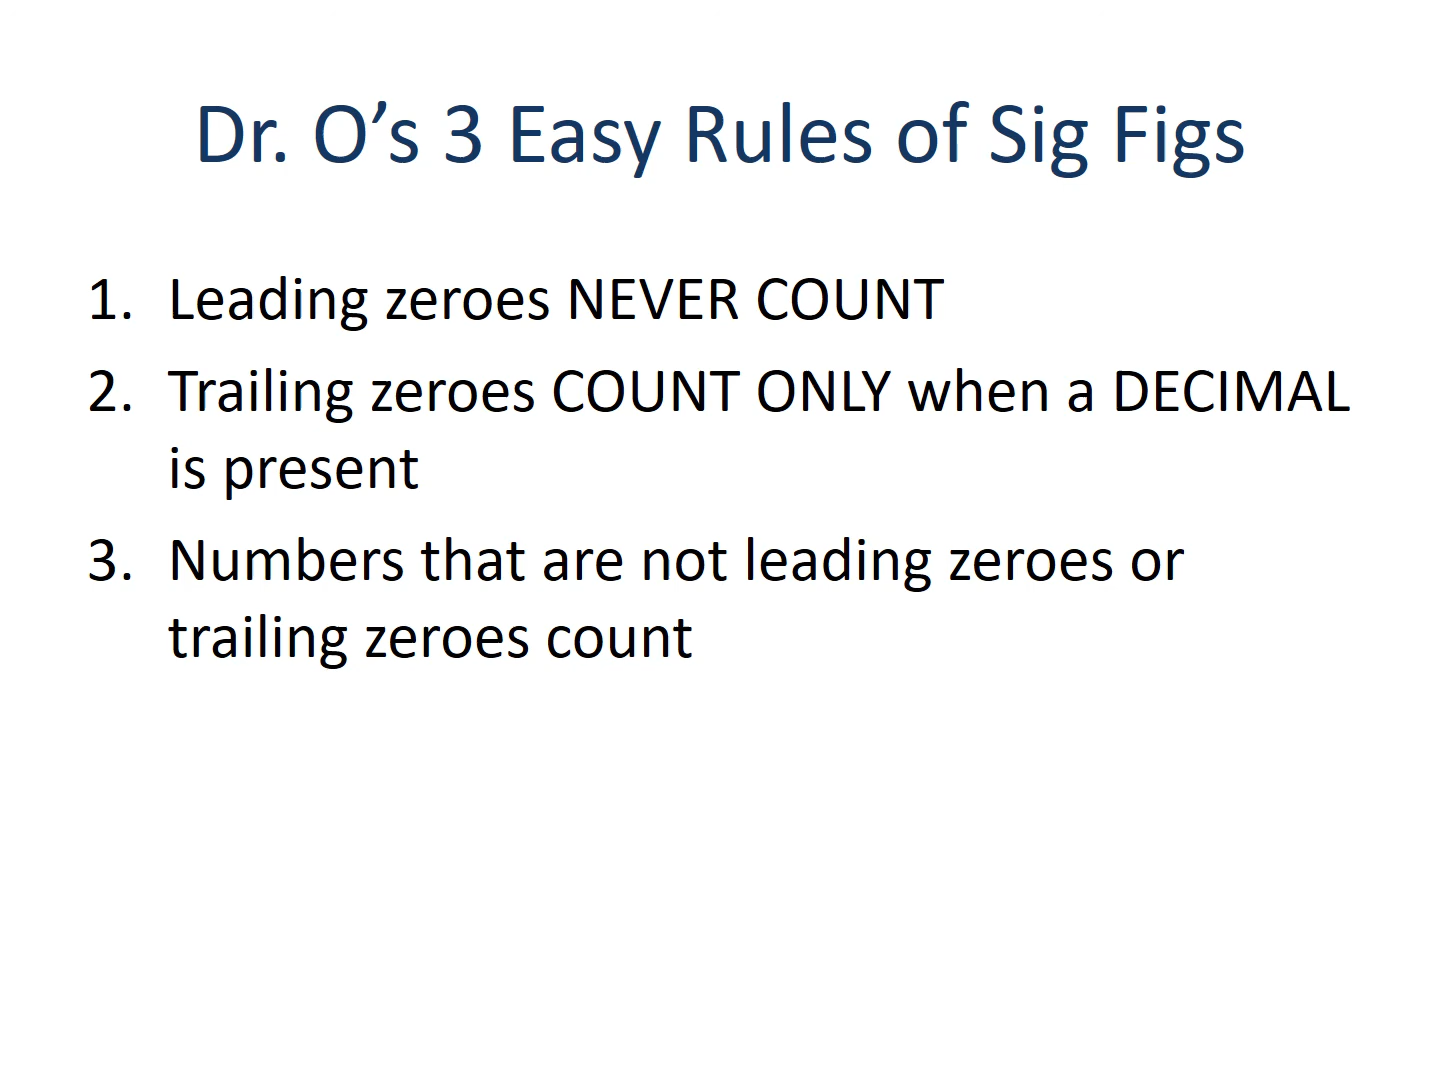 Dr. O’s 3 Easy Rules of Sig Figs
1. Leading zeroes NEVER COUNT
2. Trailing zeroes COUNT ONLY when a DECIMAL
is present
3. Numbers that are not leading zeroes or
trailing zeroes count